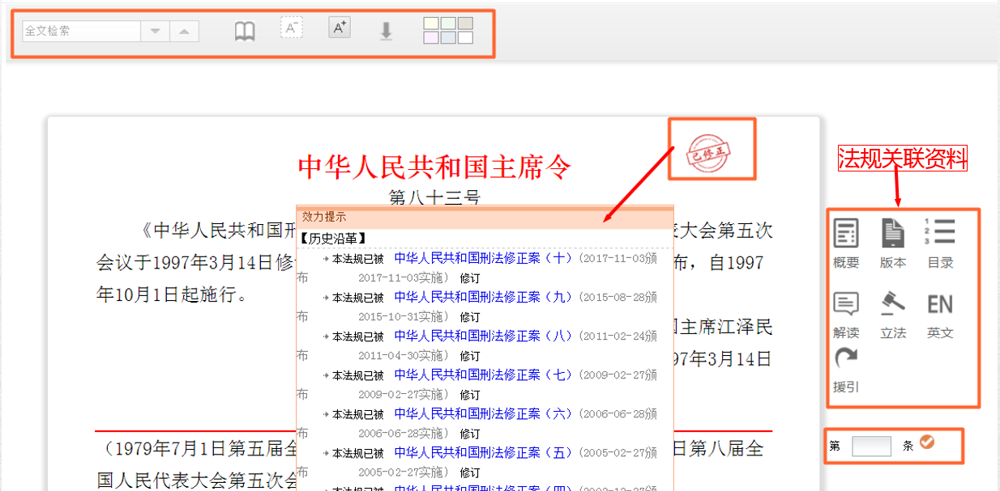 全文检索
A-
A+
已修正
中华人民共和国主席令
第八十三号
法规关联资料
《中华人民共和国刑
表大会第五次
会议于1997年3月14日修
布，自1997
年10月1日起施行。
国主席江泽民
97年3月14日
效力提示
【历史沿革】
本法规已被 中华人民共和国刑法修正案（十）(2017-11-03颁
布 2017-11-03实施) 修订
本法规已被 中华人民共和国刑法修正案（九）(2015-08-28颁
布 2015-10-31实施) 修订
本法规已被 中华人民共和国刑法修正案（八）(2011-02-24颁
布 2011-04-30实施) 修订
本法规已被 中华人民共和国刑法修正案（七）(2009-02-27颁
布 2009-02-27实施) 修订
本法规已被 中华人民共和国刑法修正案（六）(2006-06-28颁
布 2006-06-28实施) 修订
本法规已被 中华人民共和国刑法修正案（五）(2005-02-27颁
布 2005-02-27实施) 修订
本法规已被 中华人民共和国刑法修正案（四）(2002-12-28颁
（1979年7月1日第五届全
日第八届全
国人民代表大会第五次会
概要 版本 目录
解读 立法 EN 英文
援引
第 条